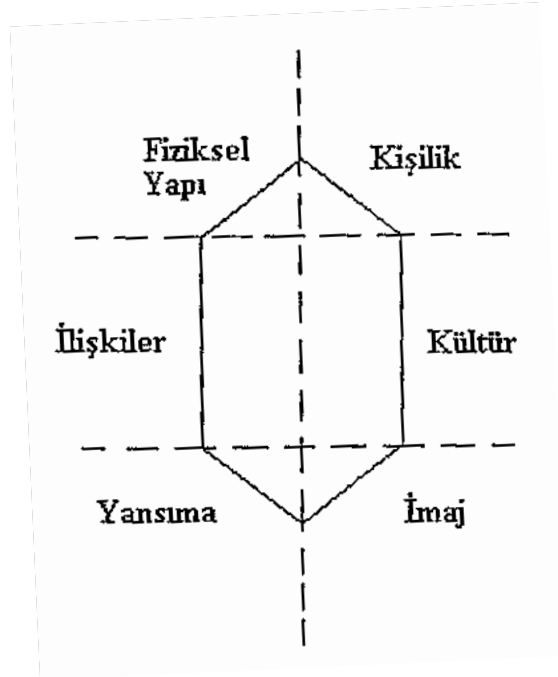 Fiziksel
Yapı
Kişilik
İlişkiler
Kültür
Yansıma
İmaj